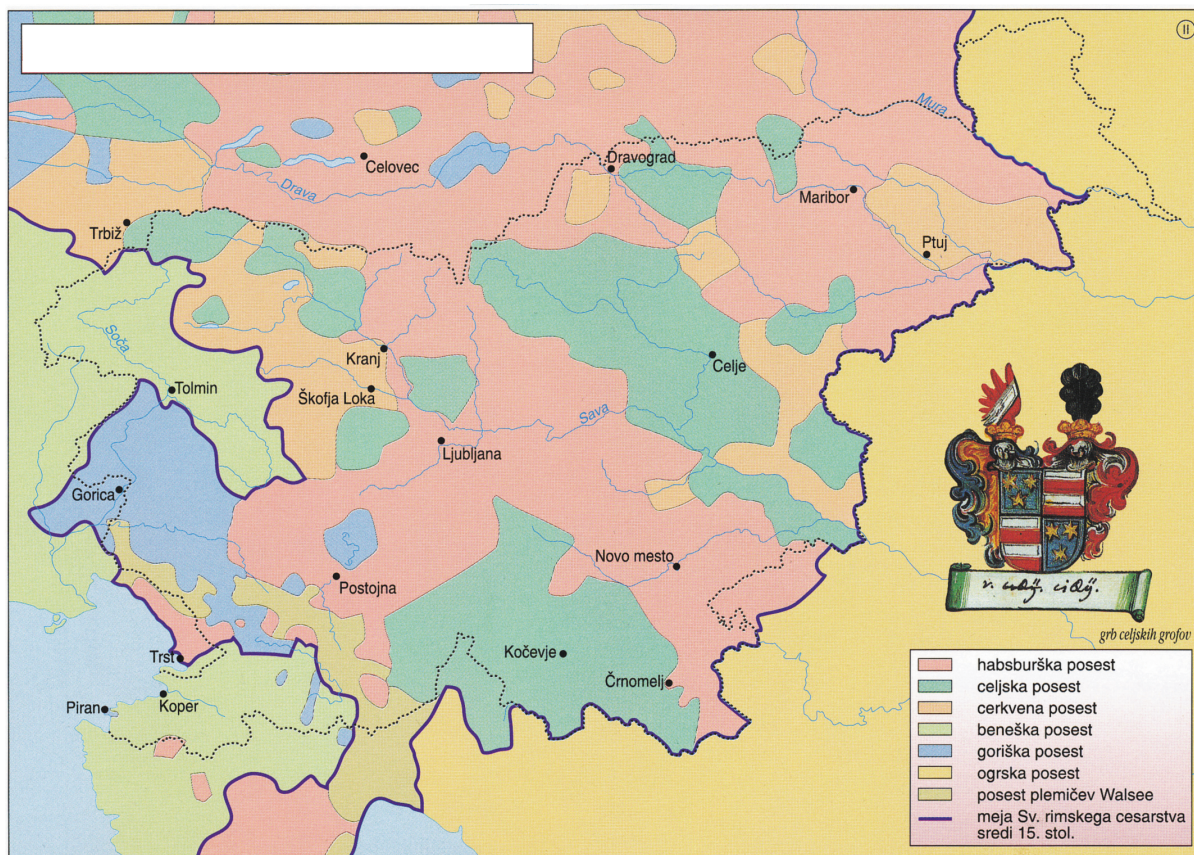 II
Mura
Dravograd
Celovec
Drava
Maribor
Trbiž
Ptuj
Soča
Kranj
Celje
Tolmin
Škofja Loka
Sava
Ljubljana
Gorica
Novo mesto
Postojna
grb celjskih grofov
Trst
Kočevje
Črnomelj
Koper
Piran
habsburška posest
celjska posest
cerkvena posest
beneška posest
goriška posest
ogrska posest
posest plemičev Walsee
meja Sv. rimskega cesarstva
sredi 15. stol.